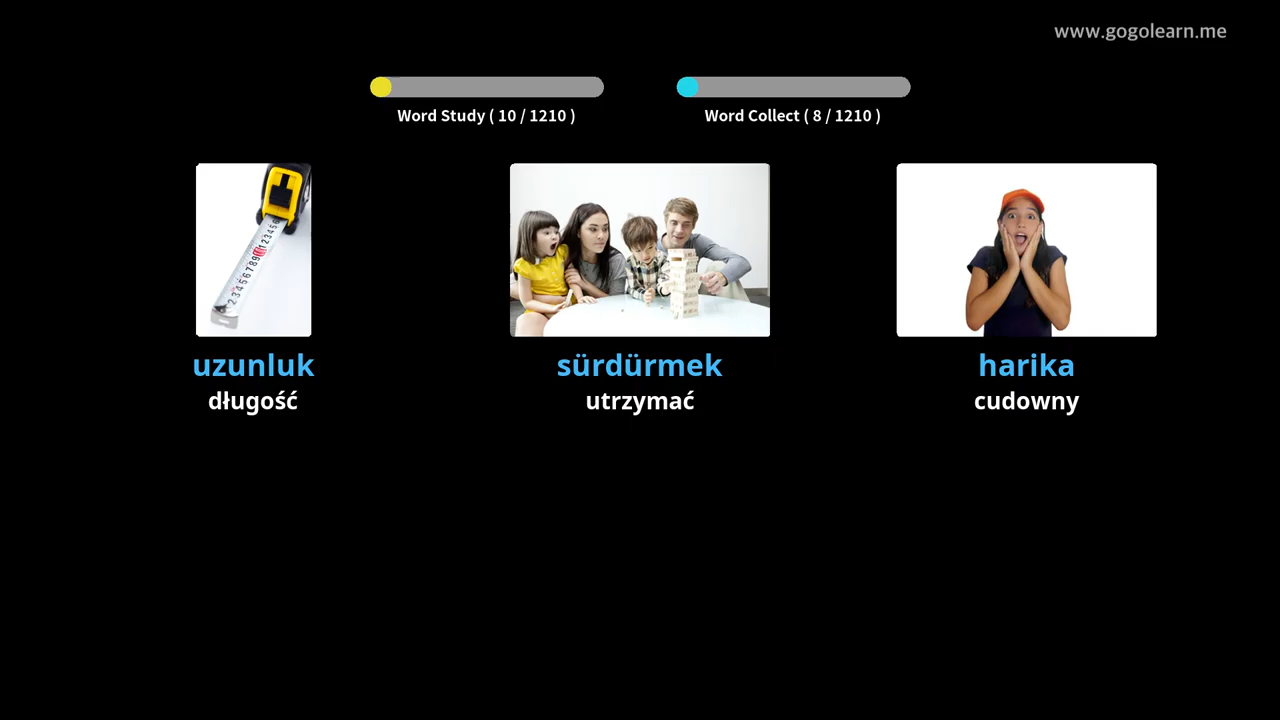 www.gogolearn.me
Word Study ( 10 / 1210 )
Word Collect ( 8 / 1210 )
uzunluk
długość
sürdürmek
utrzymać
harika
cudowny